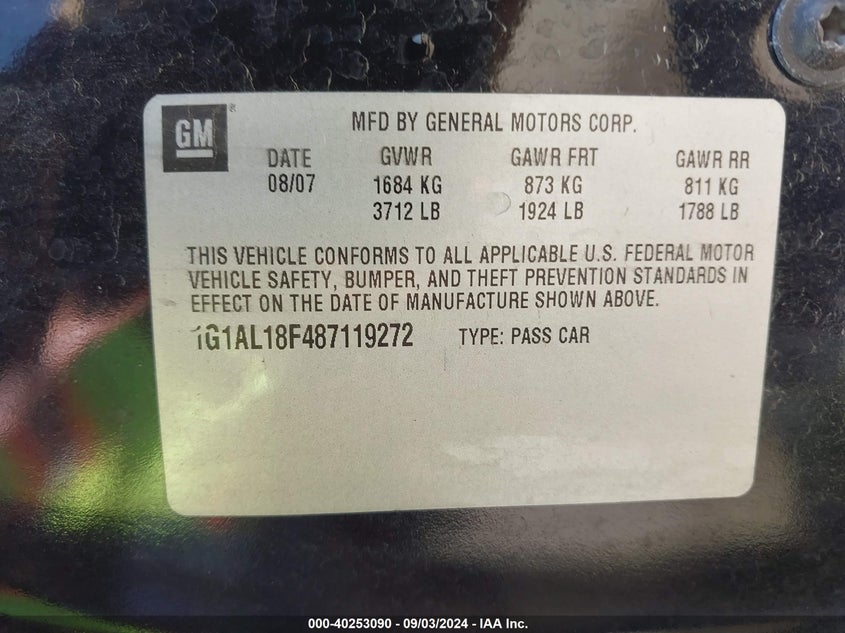 GM
MFD BY GENERAL MOTORS CORP.
DATE GVWR GAWR FRT GAWR RR
08/07 1684 KG 873 KG 811 KG
3712 LB 1924 LB 1788 LB
THIS VEHICLE CONFORMS TO ALL APPLICABLE U.S. FEDERAL MOTOR
VEHICLE SAFETY, BUMPER, AND THEFT PREVENTION STANDARDS IN
EFFECT ON THE DATE OF MANUFACTURE SHOWN ABOVE.
1G1AL18F487119272 TYPE: PASS CAR
000-40253090 - 09/03/2024 - IAA Inc.